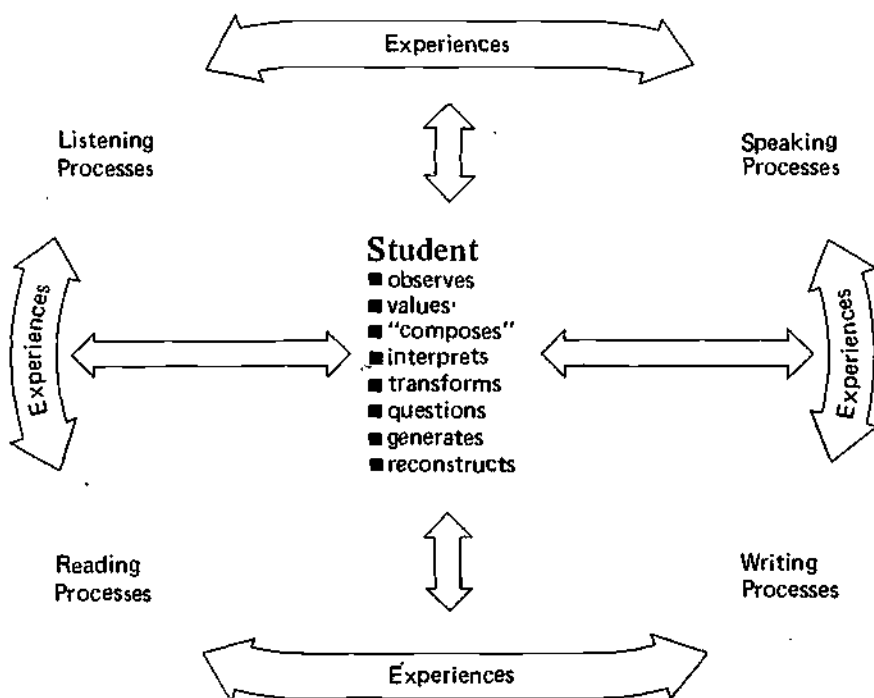 Experiences
Listening
Processes
Speaking
Processes
Experiences
Student
■ observes
■ values
■ "composes"
■ interprets
■ transforms
■ questions
■ generates
■ reconstructs
Experiences
Reading
Processes
Writing
Processes
Experiences